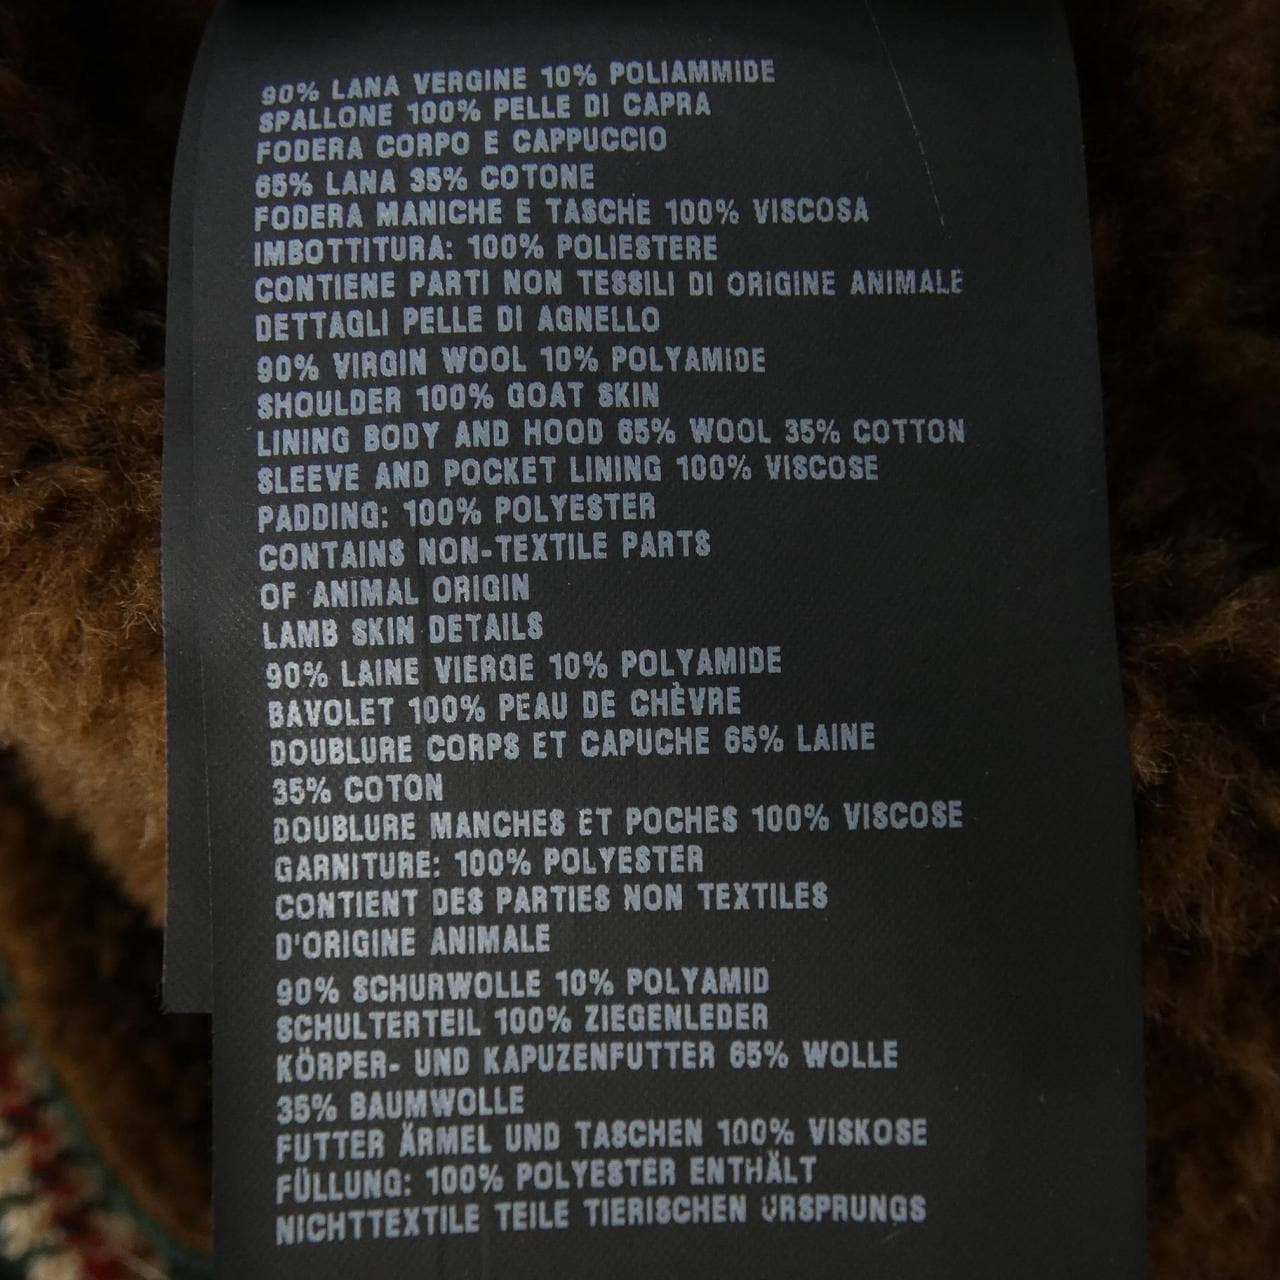 90% LANA VERGINE 10% POLIAMMIDE
SPALLONE 100% PELLE DI CAPRA
FODERA CORPO E CAPPUCCIO
65% LANA 35% COTONE
FODERA MANICHE E TASCHE 100% VISCOSA
IMBOTTITURA: 100% POLIESTERE
CONTIENE PARTI NON TESSILI DI ORIGINE ANIMALE
DETTAGLI PELLE DI AGNELLO
90% VIRGIN WOOL 10% POLYAMIDE
SHOULDER 100% GOAT SKIN
LINING BODY AND HOOD 65% WOOL 35% COTTON
SLEEVE AND POCKET LINING 100% VISCOSE
PADDING: 100% POLYESTER
CONTAINS NON-TEXTILE PARTS
OF ANIMAL ORIGIN
LAMB SKIN DETAILS
90% LAINE VIERGE 10% POLYAMIDE
BAVOLET 100% PEAU DE CHÈVRE
DOUBLURE CORPS ET CAPUCHE 65% LAINE
35% COTON
DOUBLURE MANCHES ET POCHES 100% VISCOSE
GARNITURE: 100% POLYESTER
CONTIENT DES PARTIES NON TEXTILES
D'ORIGINE ANIMALE
90% SCHURWOLLE 10% POLYAMID
SCHULTERTEIL 100% ZIEGENLEDER
KÖRPER- UND KAPUZENFUTTER 65% WOLLE
35% BAUMWOLLE
FUTTER ÄRMEL UND TASCHEN 100% VISKOSE
FÜLLUNG: 100% POLYESTER ENTHÄLT
NICHTTEXTILE TEILE TIERISCHEN URSPRUNGS